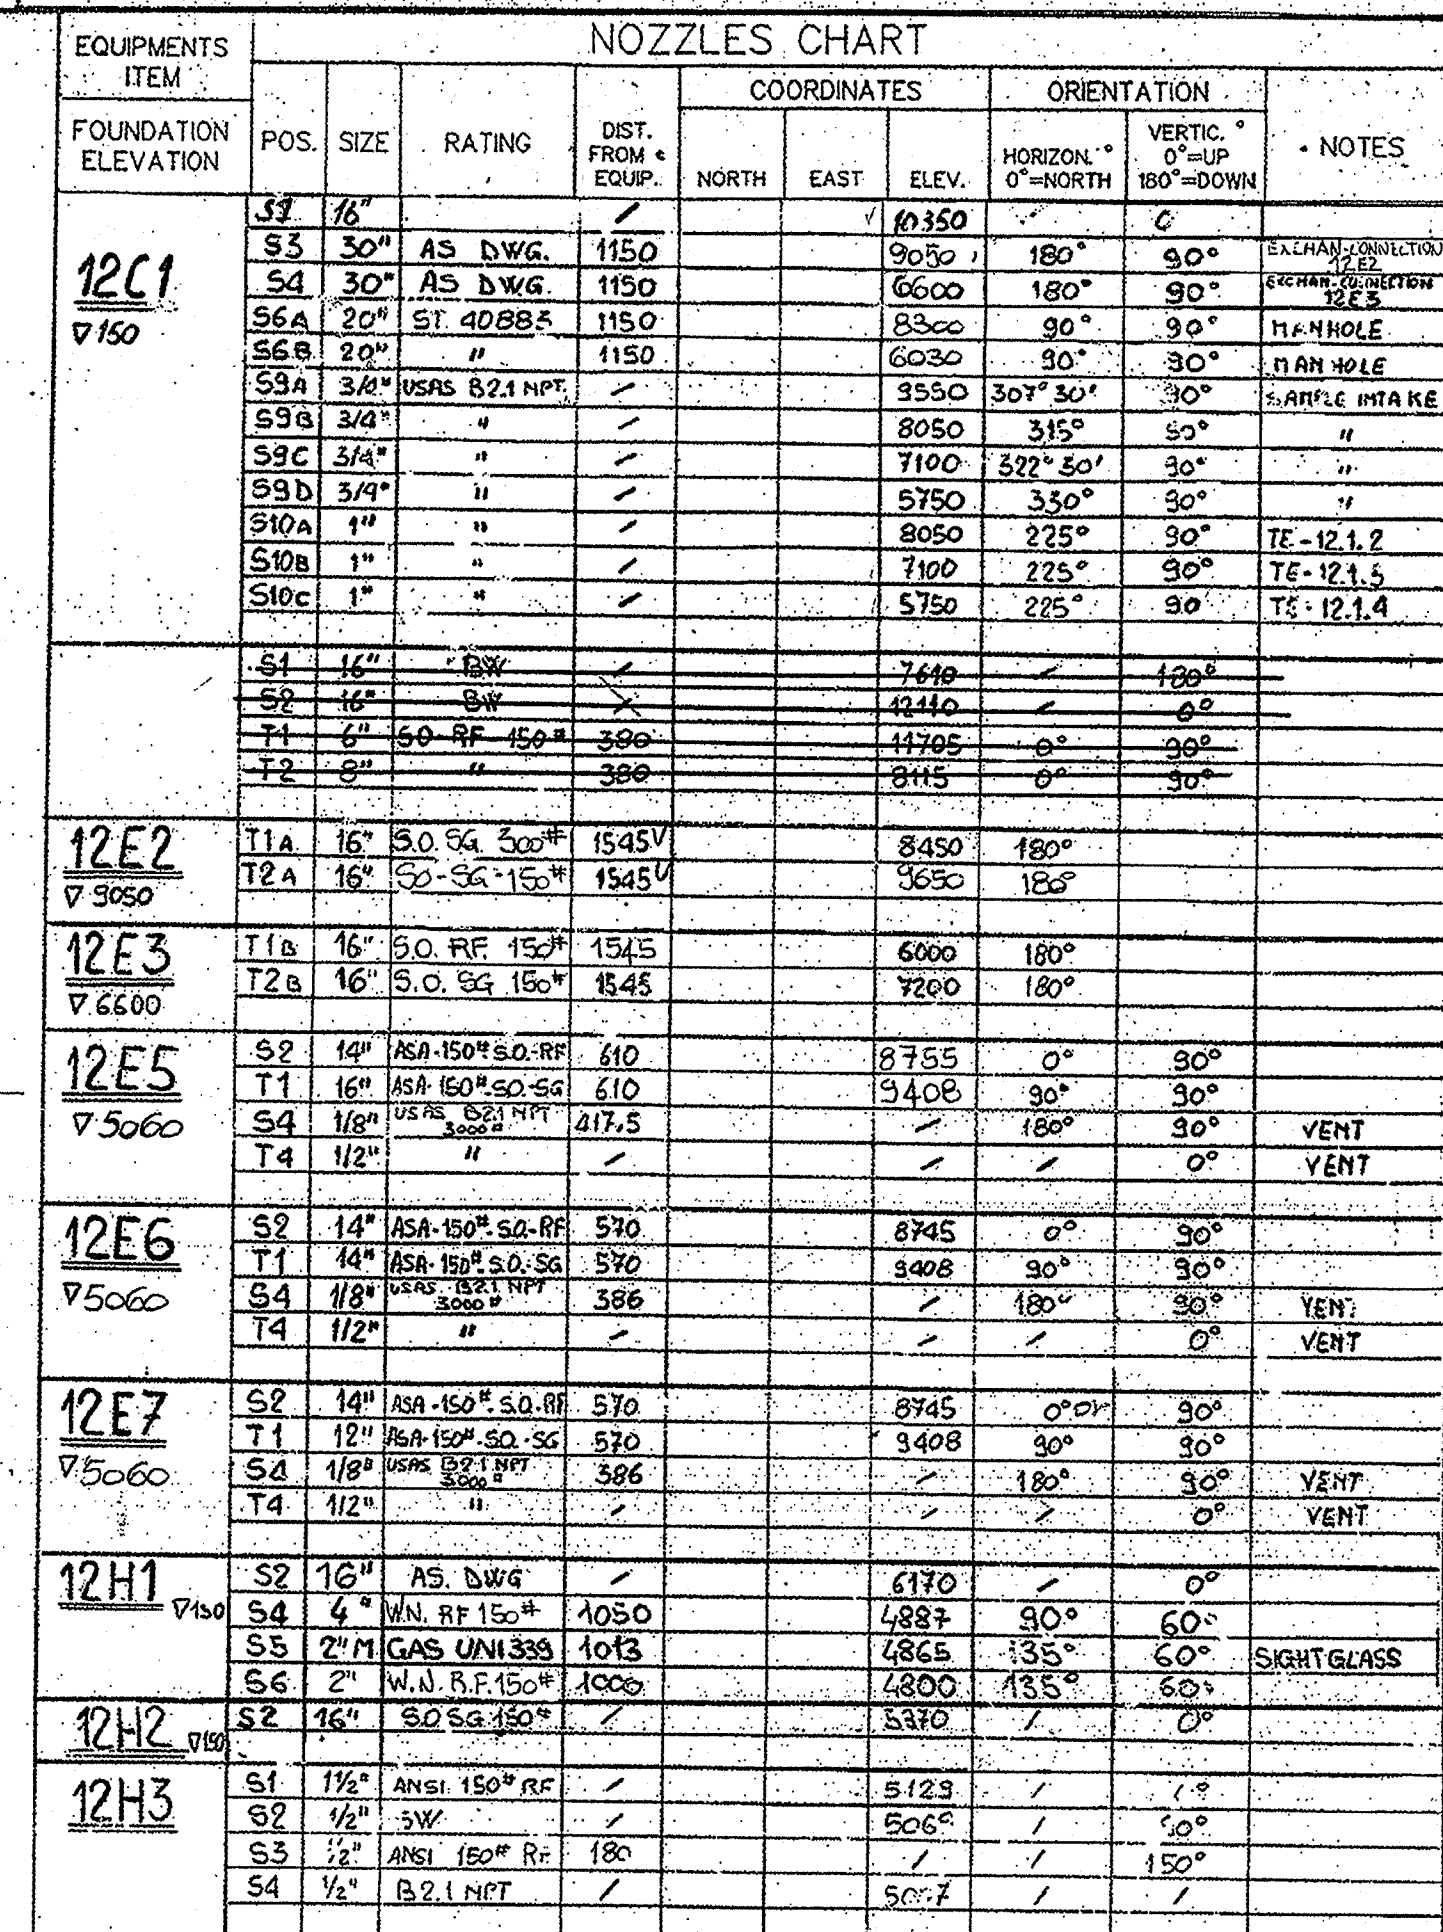 NOZZLES CHART
EQUIPMENTS ITEM
FOUNDATION ELEVATION
POS. SIZE RATING DIST. FROM ¢ EQUIP. COORDINATES NORTH EAST ELEV. ORIENTATION HORIZON.° 0°=NORTH VERTIC.° 0°=UP 180°=DOWN NOTES
12C1
▽150
S1 16" / 10350 0
S3 30" AS DWG. 1150 9050 180° 90° EXCHAN-CONNECTION 12E2
S4 30" AS DWG. 1150 6600 180° 90° EXCHAN-CONNECTION 12E3
S6A 20" ST. 40883 1150 8300 90° 90° MANHOLE
S6B 20" " 1150 6030 90° 90° MANHOLE
S9A 3/4" USAS B2.1 NPT. / 9550 307°30' 90° SAMPLE INTAKE
S9B 3/4" " / 8050 315° 90° "
S9C 3/4" " / 7100 322°30' 90° "
S9D 3/4" " / 5750 330° 90° "
S10A 1" " / 8050 225° 90° TE-12.1.2
S10B 1" " / 7100 225° 90° TE-12.1.3
S10C 1" " / 5750 225° 90 TE-12.1.4
S1 16" BW / 7610 / 180°
S2 16" BW / 12110 / 0°
T1 6" SO-RF-150# 380 11705 0° 90°
T2 8" " 380 8115 0° 90°
12E2
▽9050
T1A 16" S.O. SG. 300# 1545 8450 180°
T2A 16" SO-SG-150# 1545 9650 180°
12E3
▽6600
T1B 16" S.O. RF. 150# 1545 6000 180°
T2B 16" S.O. SG 150# 1545 7200 180°
12E5
▽5060
S2 14" ASA-150#.S.O.-RF 610 8755 0° 90°
T1 16" ASA-150#.SO-SG 610 9408 90° 90°
S4 1/8" USAS B2.1 NPT 3000# 417.5 / 180° 90° VENT
T4 1/2" " / / / 0° VENT
12E6
▽5060
S2 14" ASA-150#.S.O.-RF 570 8745 0° 90°
T1 14" ASA-150#.S.O.-SG 570 9408 90° 90°
S4 1/8" USAS B2.1 NPT 3000# 386 / 180° 90° VENT
T4 1/2" " / / / 0° VENT
12E7
▽5060
S2 14" ASA-150#.S.O.RF 570 8745 0° 90°
T1 12" ASA-150#.SO.-SG 570 9408 90° 90°
S4 1/8" USAS B2.1 NPT 3000# 386 / 180° 90° VENT
T4 1/2" " / / / 0° VENT
12H1 ▽150
S2 16" AS. DWG / 6170 / 0°
S4 4" W.N. RF 150# 1050 4887 90° 60°
S5 2"M GAS UNI 339 1013 4865 135° 60° SIGHT GLASS
S6 2" W.N. R.F.150# 1000 4800 135° 60°
12H2 ▽150
S2 16" S.O SG.150# / 5370 / 0°
12H3
S1 1½" ANSI 150# RF / 5129 /
S2 1/2" SW / /
S3 ANSI 150# RF 180 / / 150°
S4 1/2" B2.1 NPT / / /